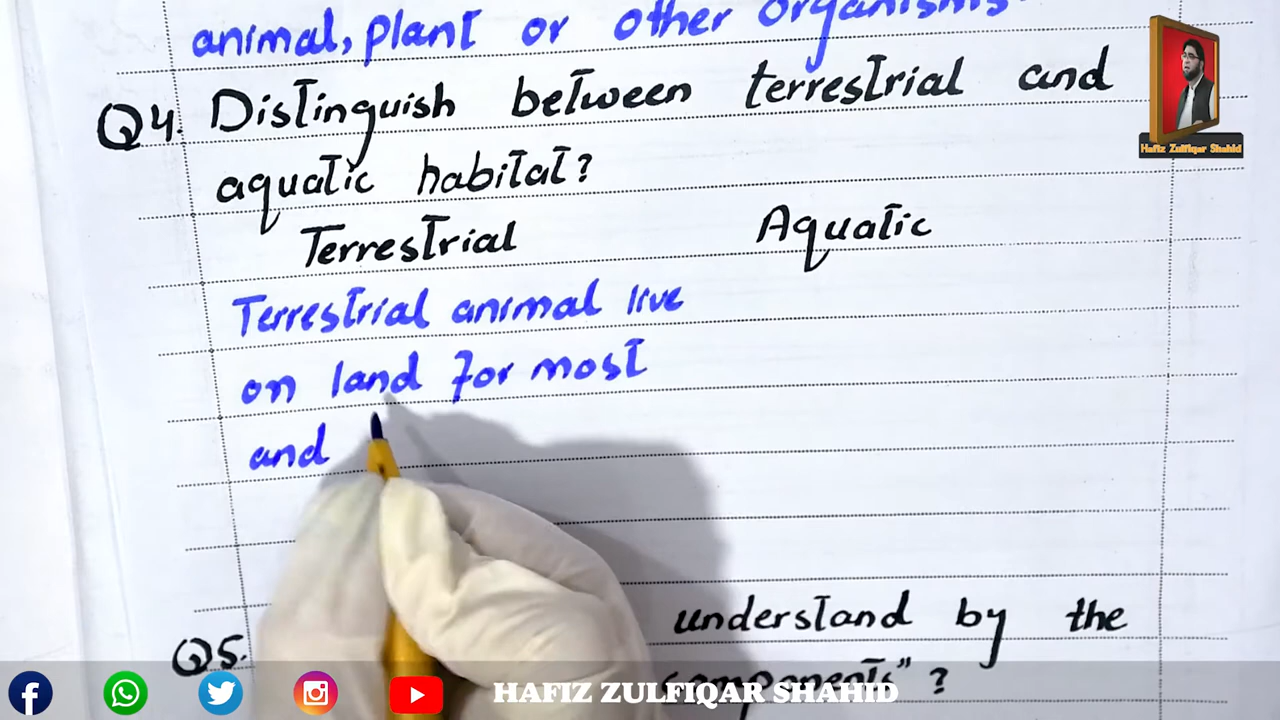 animal, plant or other organisms.
Q4. Distinguish between terrestrial and
aquatic habitat?
Terrestrial Aquatic
Terrestrial animal live
on land for most
and
Q5. understand by the
components" ?
Hafiz Zulfiqar Shahid
HAFIZ ZULFIQAR SHAHID